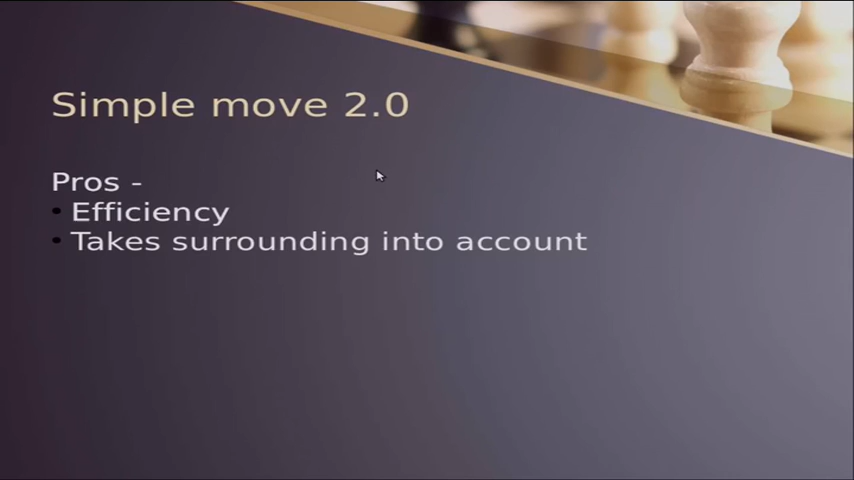 Simple move 2.0
Pros -
• Efficiency
• Takes surrounding into account